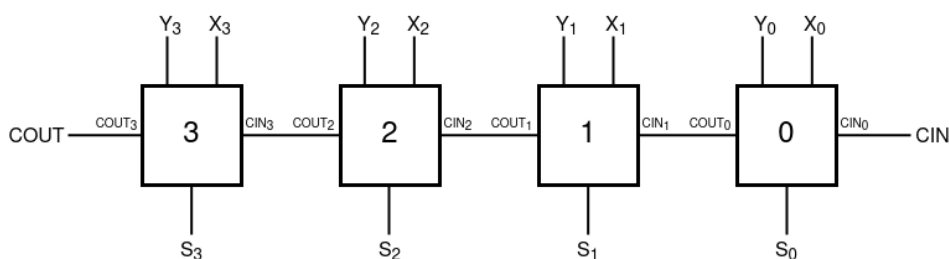 Y₃ X₃ Y₂ X₂ Y₁ X₁ Y₀ X₀
COUT COUT₃ 3 CIN₃ COUT₂ 2 CIN₂ COUT₁ 1 CIN₁ COUT₀ 0 CIN₀ CIN
S₃ S₂ S₁ S₀